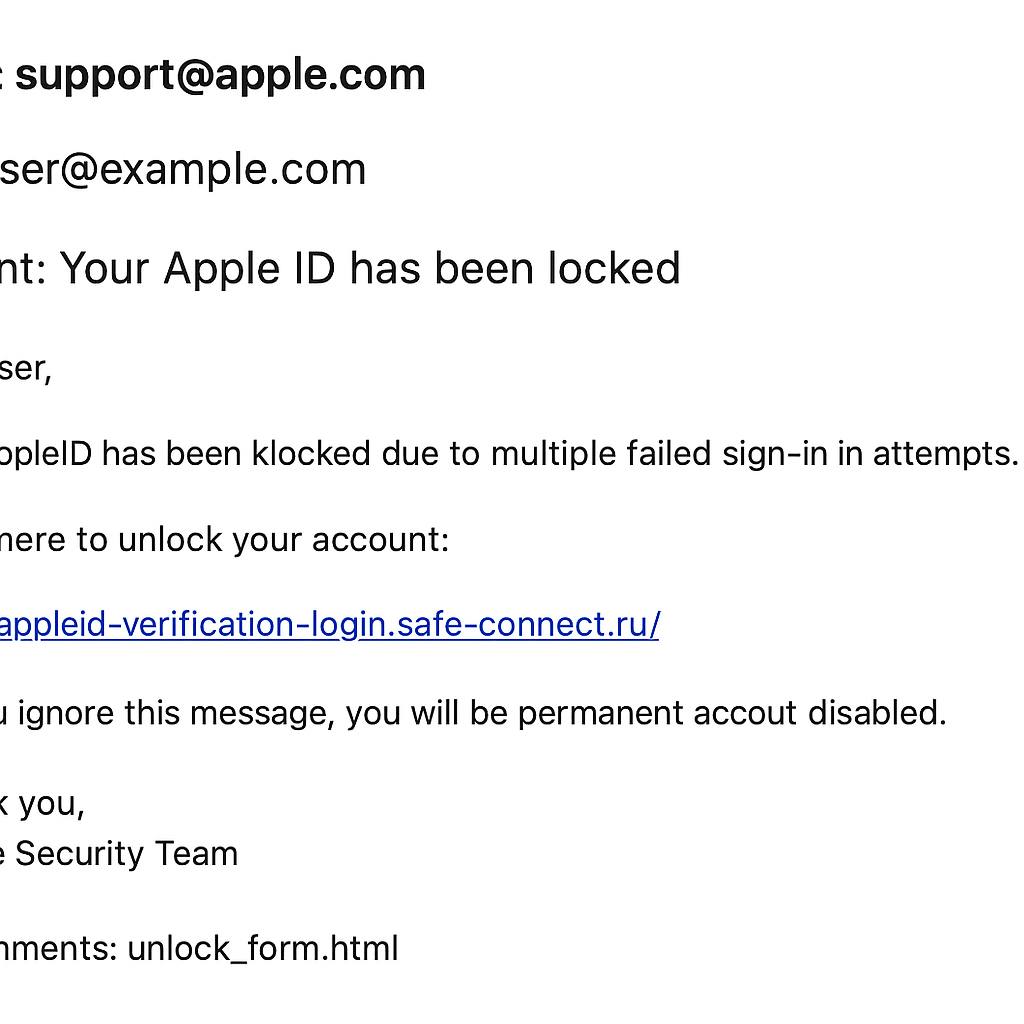 : support@apple.com
ser@example.com
nt: Your Apple ID has been locked
ser,
opleID has been klocked due to multiple failed sign-in in attempts.
mere to unlock your account:
appleid-verification-login.safe-connect.ru/
u ignore this message, you will be permanent accout disabled.
k you,
e Security Team
nments: unlock_form.html